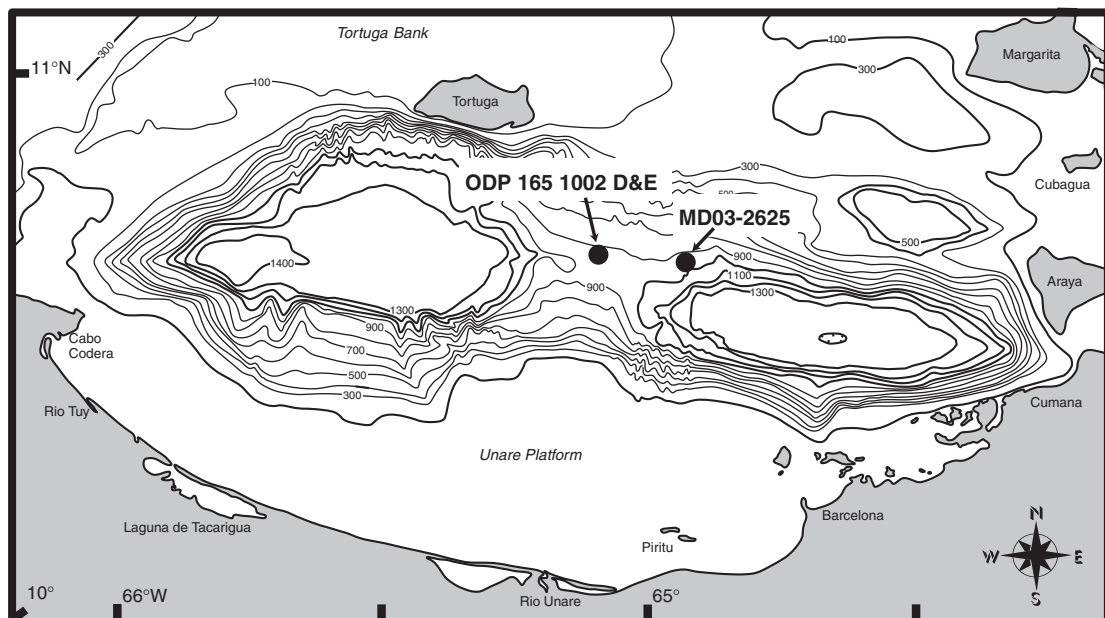 Tortuga Bank
300
100
Margarita
11°N
300
100
Tortuga
300
Cubagua
ODP 165 1002 D&E
500
MD03-2625
500
1400
900
1100
Araya
900
1300
1300
900
Cabo
Codera
700
500
300
Rio Tuy
Cumana
Unare Platform
Laguna de Tacarigua
Barcelona
Piritu
N
W
E
S
10°
66°W
65°
Rio Unare